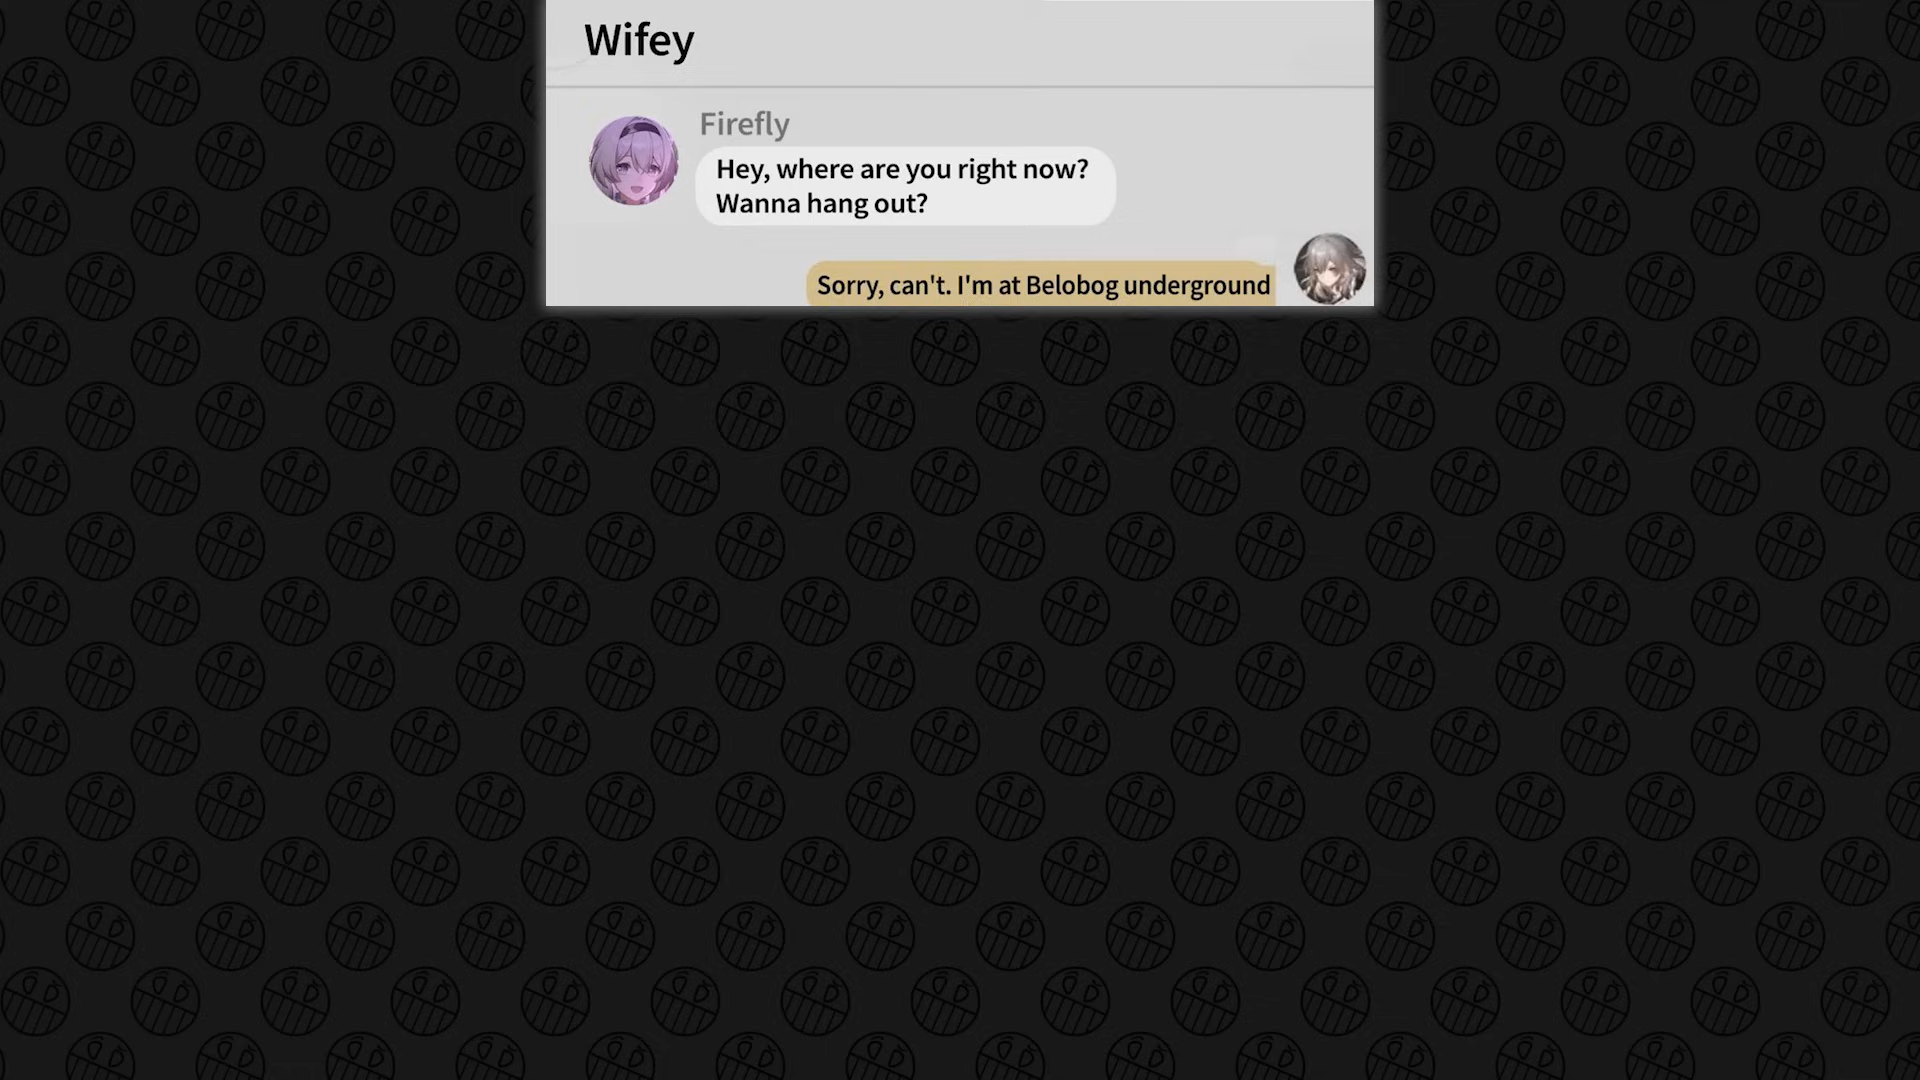 Wifey
Firefly
Hey, where are you right now?
Wanna hang out?
Sorry, can't. I'm at Belobog underground